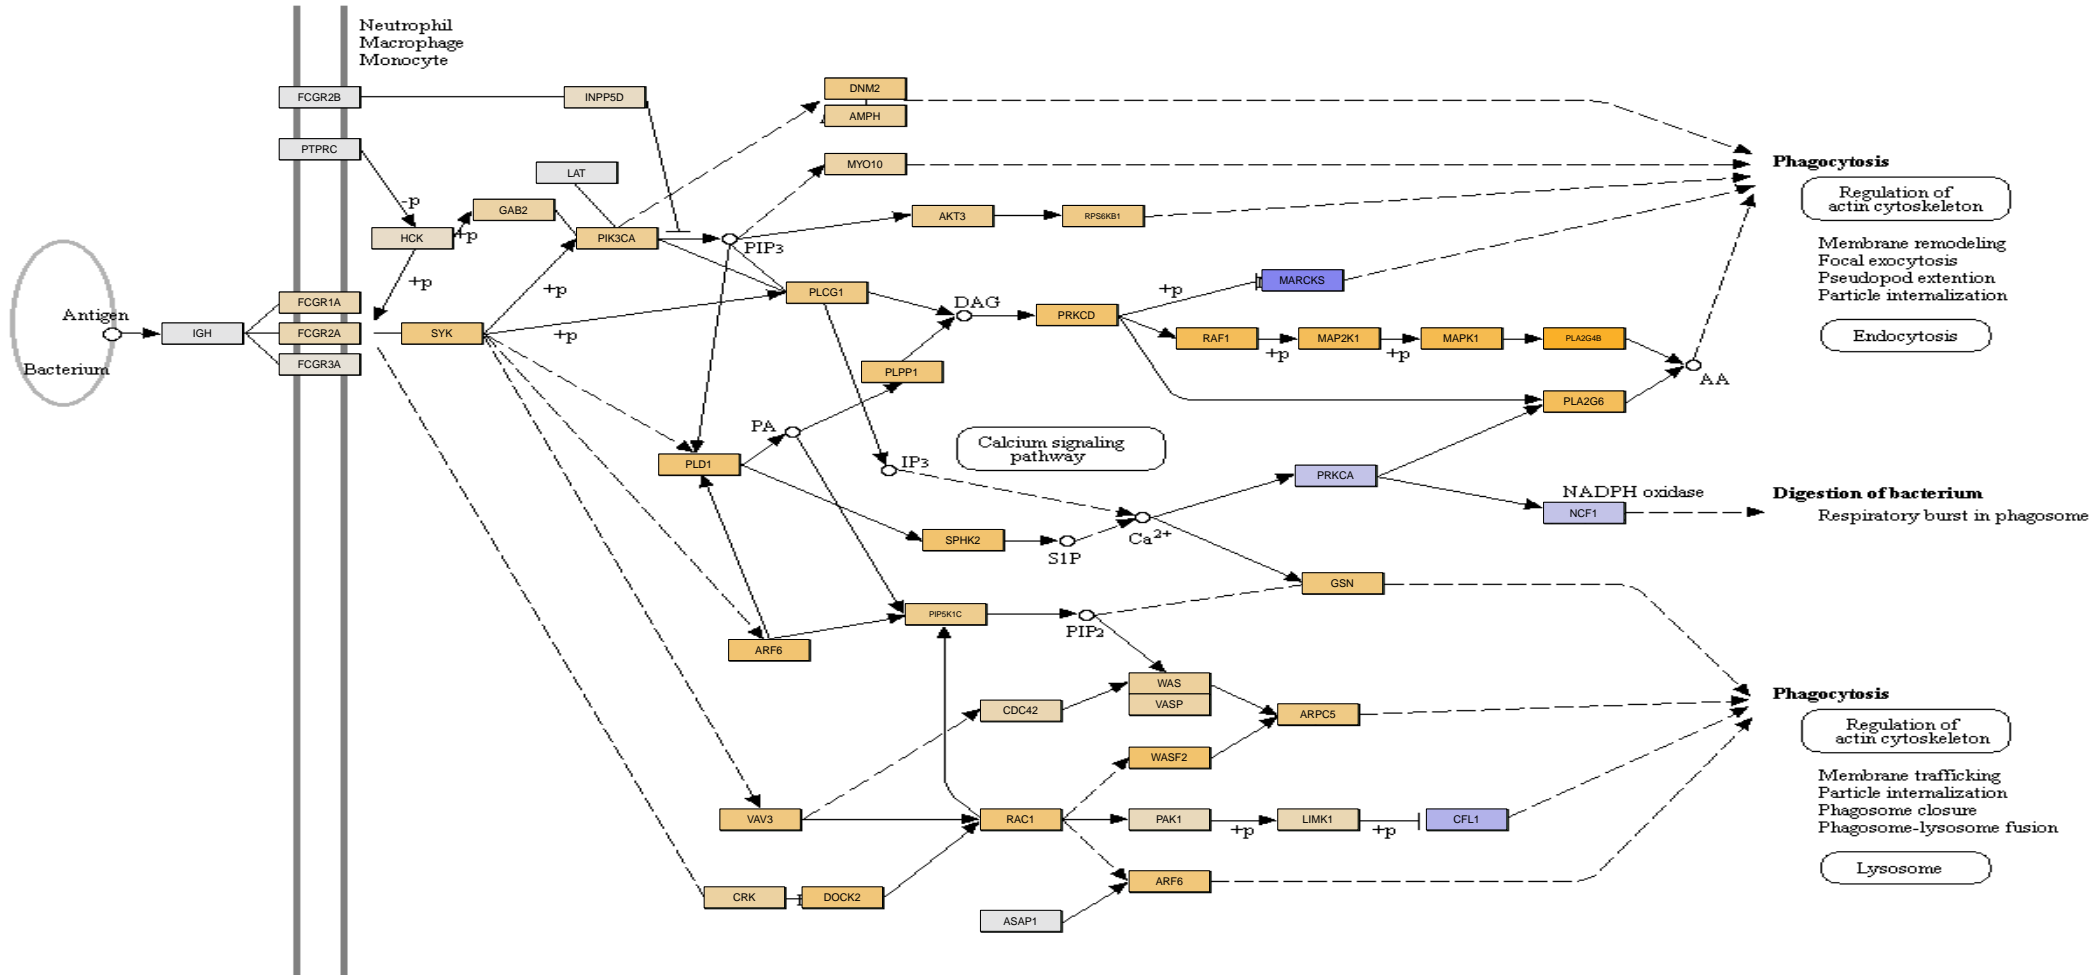 Neutrophil
Macrophage
Monocyte
FCGR2B
INPP5D
DNM2
AMPH
PTPRC
LAT
MYO10
Phagocytosis
Regulation of
actin cytoskeleton
-p
GAB2
AKT3
RPS6KB1
HCK
+p
PIK3CA
PIP3
Membrane remodeling
Focal exocytosis
Pseudopod extention
Particle internalization
+p
+p
PLCG1
+p
MARCKS
FCGR1A
DAG
PRKCD
Antigen
IGH
FCGR2A
SYK
+p
RAF1
+p
MAP2K1
+p
MAPK1
PLA2G4B
Endocytosis
Bacterium
FCGR3A
PLPP1
AA
PLA2G6
PA
Calcium signaling
pathway
PLD1
IP3
PRKCA
NADPH oxidase
NCF1
Digestion of bacterium
Respiratory burst in phagosome
SPHK2
S1P
Ca2+
GSN
PIP5K1C
PIP2
ARF6
WAS
VASP
CDC42
ARPC5
Phagocytosis
Regulation of
actin cytoskeleton
WASF2
Membrane trafficking
Particle internalization
Phagosome closure
Phagosome-lysosome fusion
VAV3
RAC1
PAK1
+p
LIMK1
+p
CFL1
Lysosome
CRK
DOCK2
ARF6
ASAP1